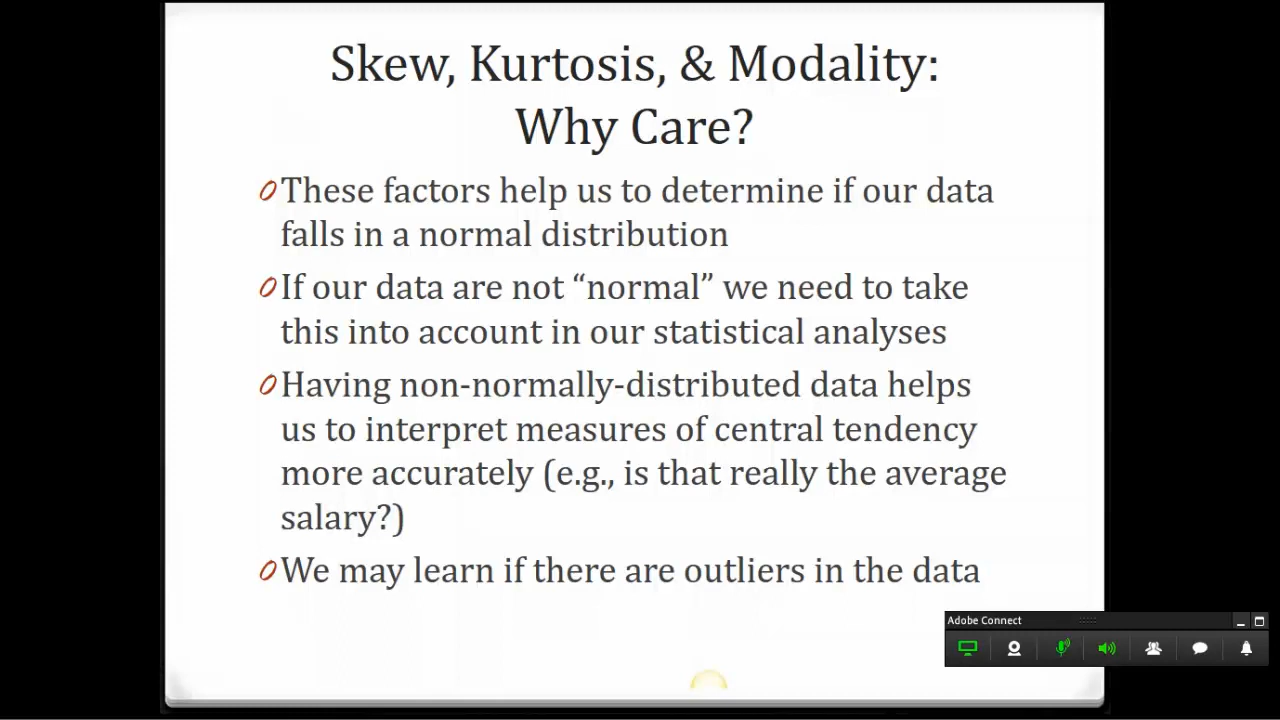 Skew, Kurtosis, & Modality:
Why Care?
These factors help us to determine if our data
falls in a normal distribution
If our data are not “normal” we need to take
this into account in our statistical analyses
Having non-normally-distributed data helps
us to interpret measures of central tendency
more accurately (e.g., is that really the average
salary?)
We may learn if there are outliers in the data
Adobe Connect